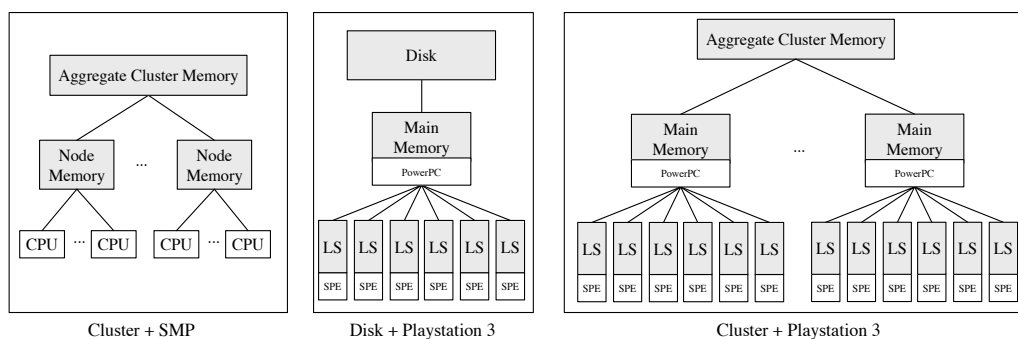 Aggregate Cluster Memory
Node Memory
...
Node Memory
CPU ... CPU CPU ... CPU
Cluster + SMP
Disk
Main Memory
PowerPC
LS LS LS LS LS LS
SPE SPE SPE SPE SPE SPE
Disk + Playstation 3
Aggregate Cluster Memory
Main Memory
PowerPC
...
Main Memory
PowerPC
LS LS LS LS LS LS LS LS LS LS LS LS
SPE SPE SPE SPE SPE SPE SPE SPE SPE SPE SPE SPE
Cluster + Playstation 3